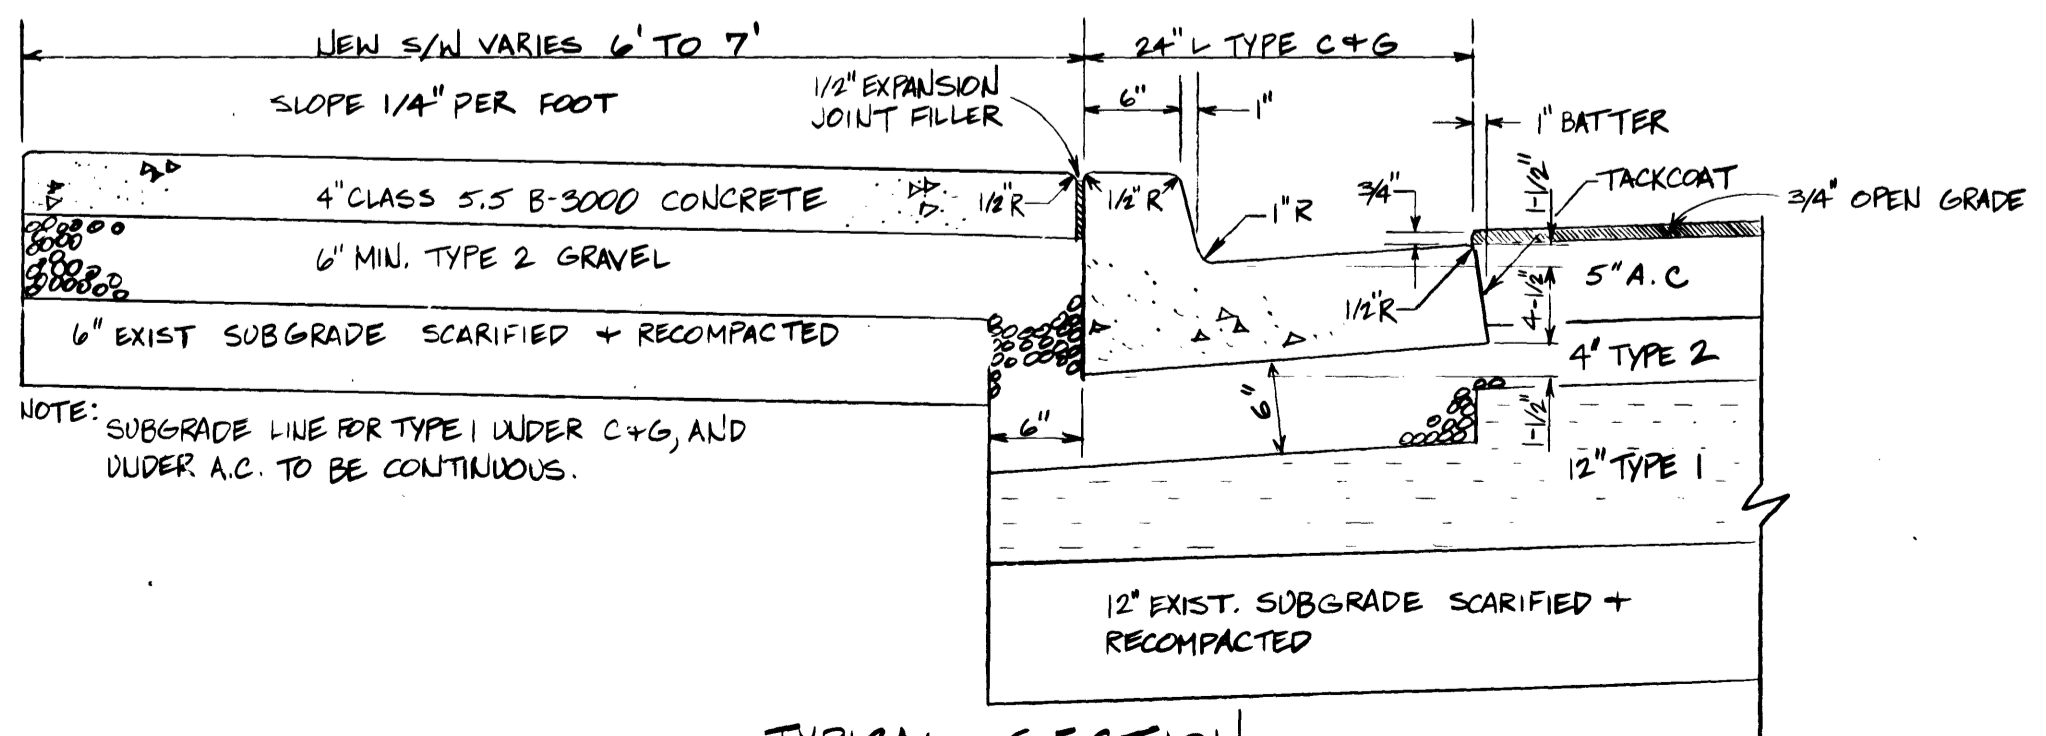 NEW S/W VARIES 6' TO 7'
24" L TYPE C+G
SLOPE 1/4" PER FOOT
1/2" EXPANSION
JOINT FILLER
6"
1"
1" BATTER
1-1/2"
TACKCOAT
3/4" OPEN GRADE
3/4"
4" CLASS 5.5 B-3000 CONCRETE
1/2" R
1/2" R
1" R
6" MIN. TYPE 2 GRAVEL
5" A.C
1/2" R
4-1/2"
6" EXIST SUBGRADE SCARIFIED + RECOMPACTED
4" TYPE 2
6"
1-1/2"
NOTE: SUBGRADE LINE FOR TYPE 1 UNDER C+G, AND
UNDER A.C. TO BE CONTINUOUS.
6"
12" TYPE 1
12" EXIST. SUBGRADE SCARIFIED +
RECOMPACTED
TYPICAL SECTION